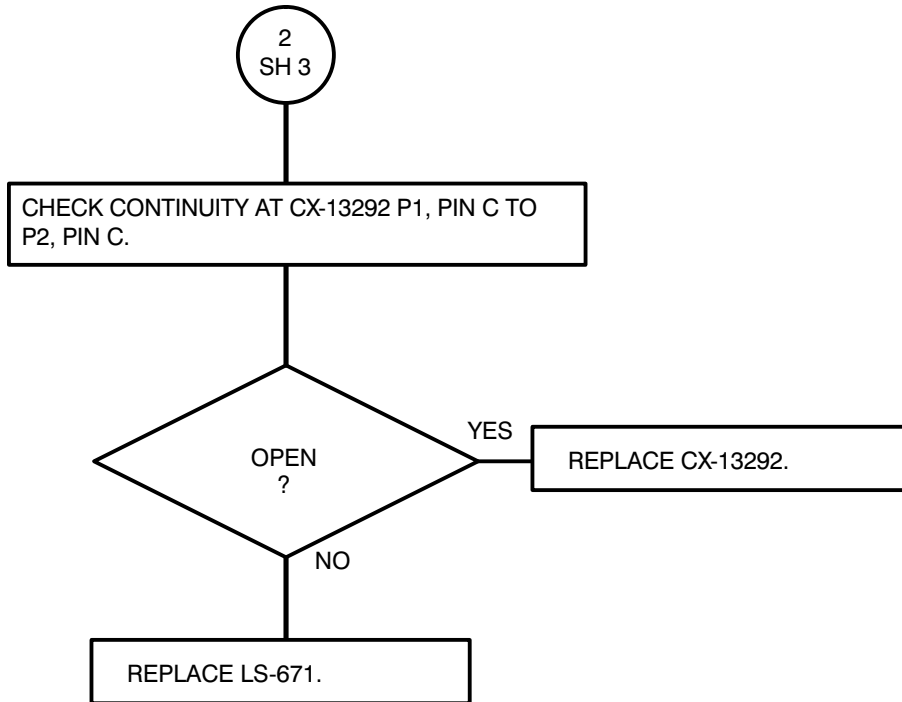 2
SH 3
CHECK CONTINUITY AT CX-13292 P1, PIN C TO
P2, PIN C.
OPEN
?
YES
REPLACE CX-13292.
NO
REPLACE LS-671.